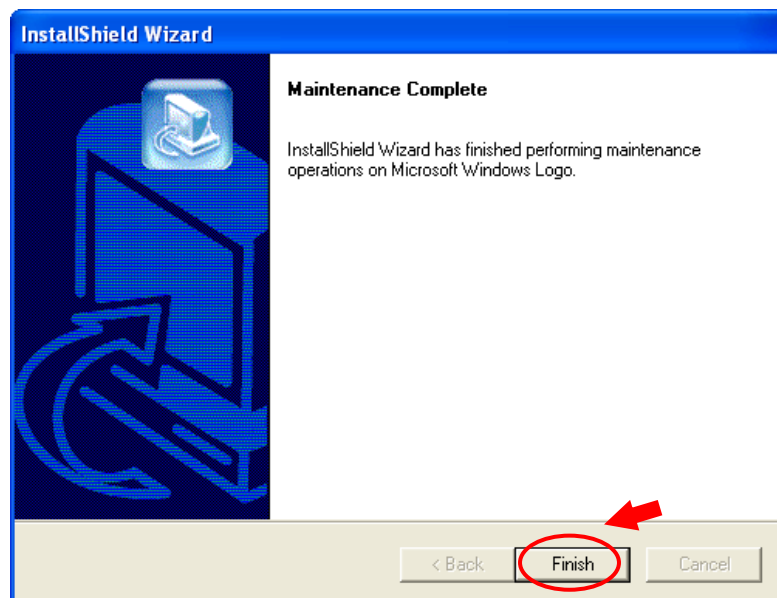 InstallShield Wizard
Maintenance Complete
InstallShield Wizard has finished performing maintenance
operations on Microsoft Windows Logo.
< Back
Finish
Cancel